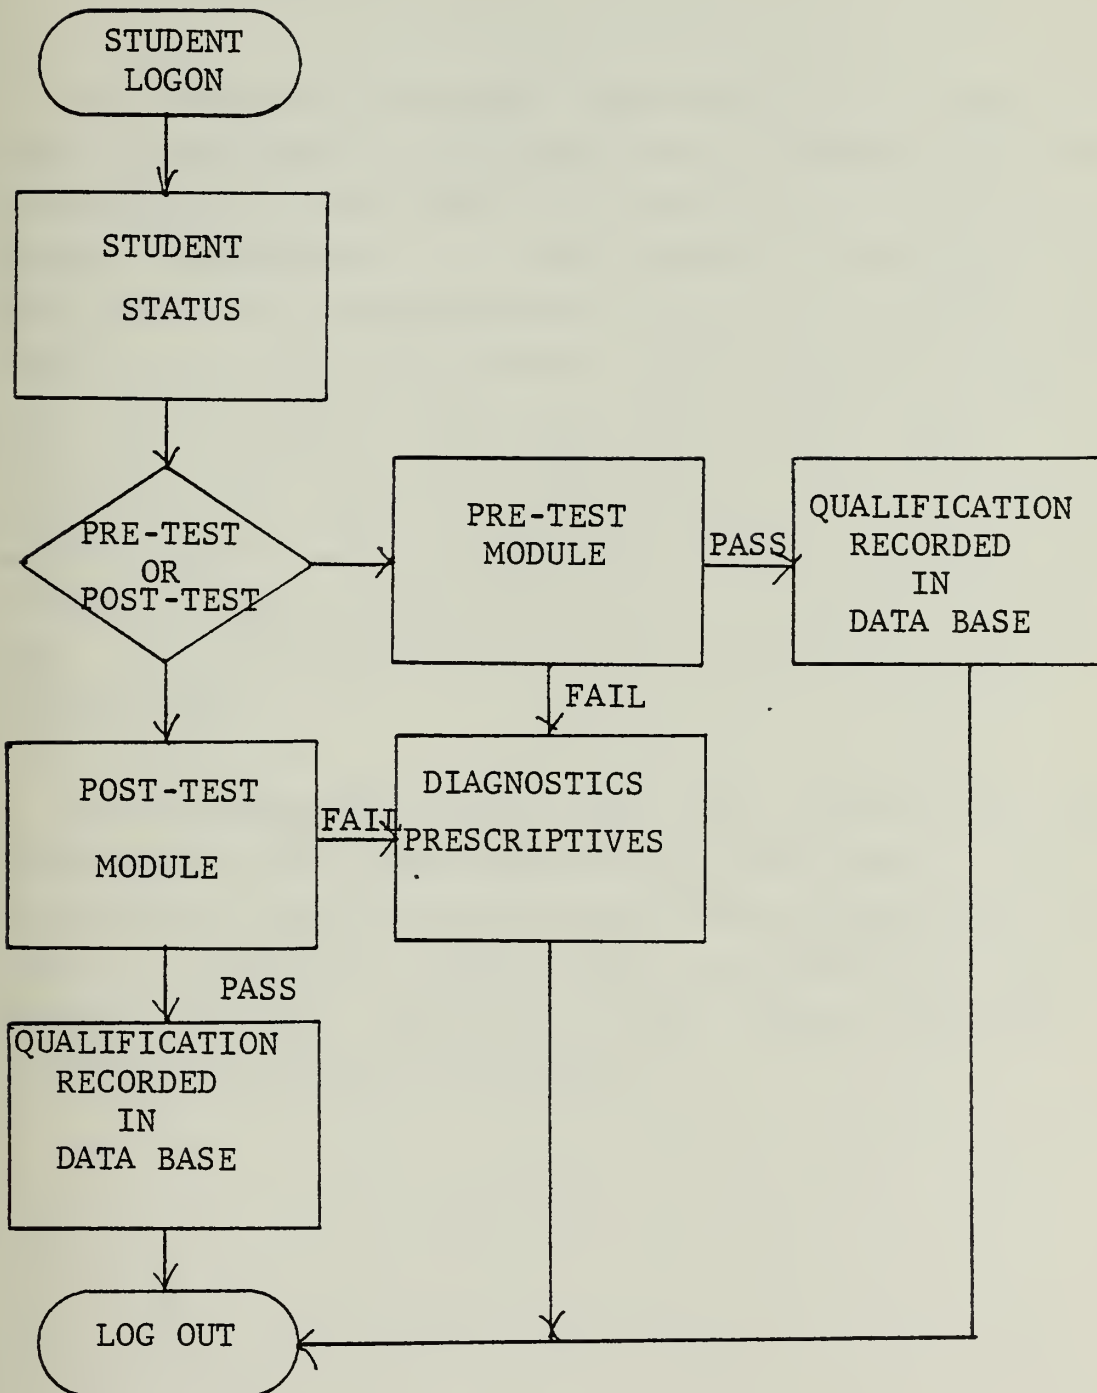 STUDENT
LOGON
STUDENT
STATUS
PRE-TEST
OR
POST-TEST
PRE-TEST
MODULE
PASS
QUALIFICATION
RECORDED
IN
DATA BASE
FAIL
POST-TEST
MODULE
FAIL
DIAGNOSTICS
PRESCRIPTIVES
PASS
QUALIFICATION
RECORDED
IN
DATA BASE
LOG OUT